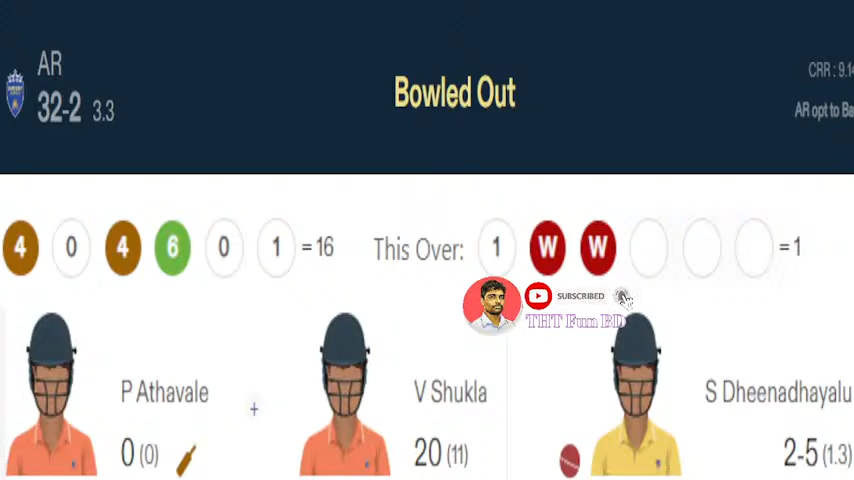 AR
32-2 3.3
Bowled Out
CRR : 9.14
AR opt to Ba
4 0 4 6 0 1 = 16 This Over: 1 W W = 1
SUBSCRIBED
THT Fun BD
P Athavale
0 (0)
+
V Shukla
20 (11)
S Dheenadhayalu
2-5 (1.3)